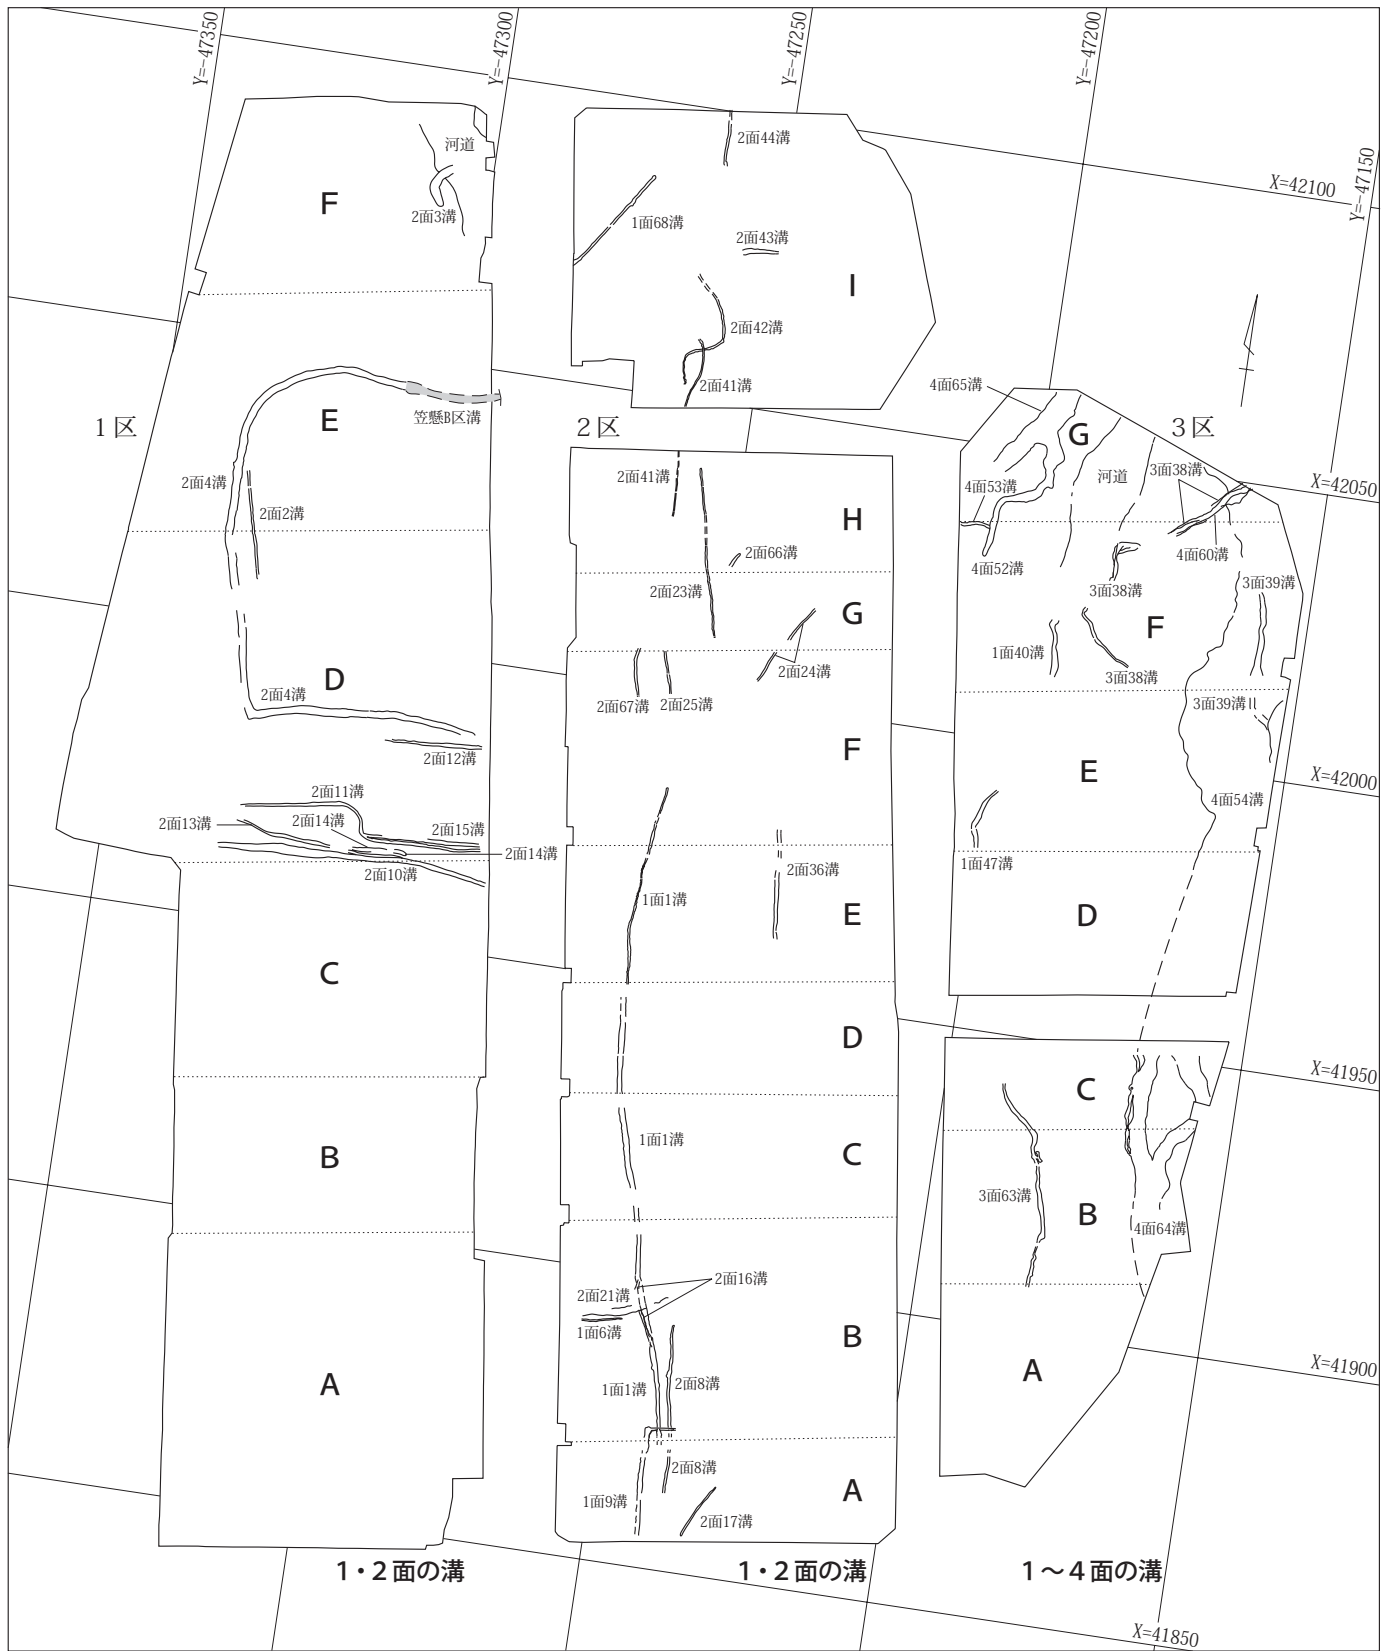 Y=-47350
Y=-47300
Y=-47250
Y=-47200
Y=-47150
X=42100
X=42050
X=42000
X=41950
X=41900
X=41850
1区
F
河道
2面3溝
E
笠懸B区溝
2面4溝
2面2溝
D
2面4溝
2面12溝
2面11溝
2面13溝
2面14溝
2面15溝
2面14溝
2面10溝
C
B
A
1・2面の溝
2区
2面44溝
1面68溝
2面43溝
I
2面42溝
2面41溝
2面41溝
H
2面66溝
2面23溝
G
2面24溝
2面67溝
2面25溝
F
2面36溝
1面1溝
E
D
1面1溝
C
2面16溝
2面21溝
1面6溝
B
1面1溝
2面8溝
2面8溝
1面9溝
A
2面17溝
1・2面の溝
3区
4面65溝
G
3面38溝
河道
4面53溝
4面60溝
4面52溝
3面38溝
3面39溝
F
1面40溝
3面38溝
3面39溝
E
4面54溝
1面47溝
D
C
3面63溝
B
4面64溝
A
1～4面の溝